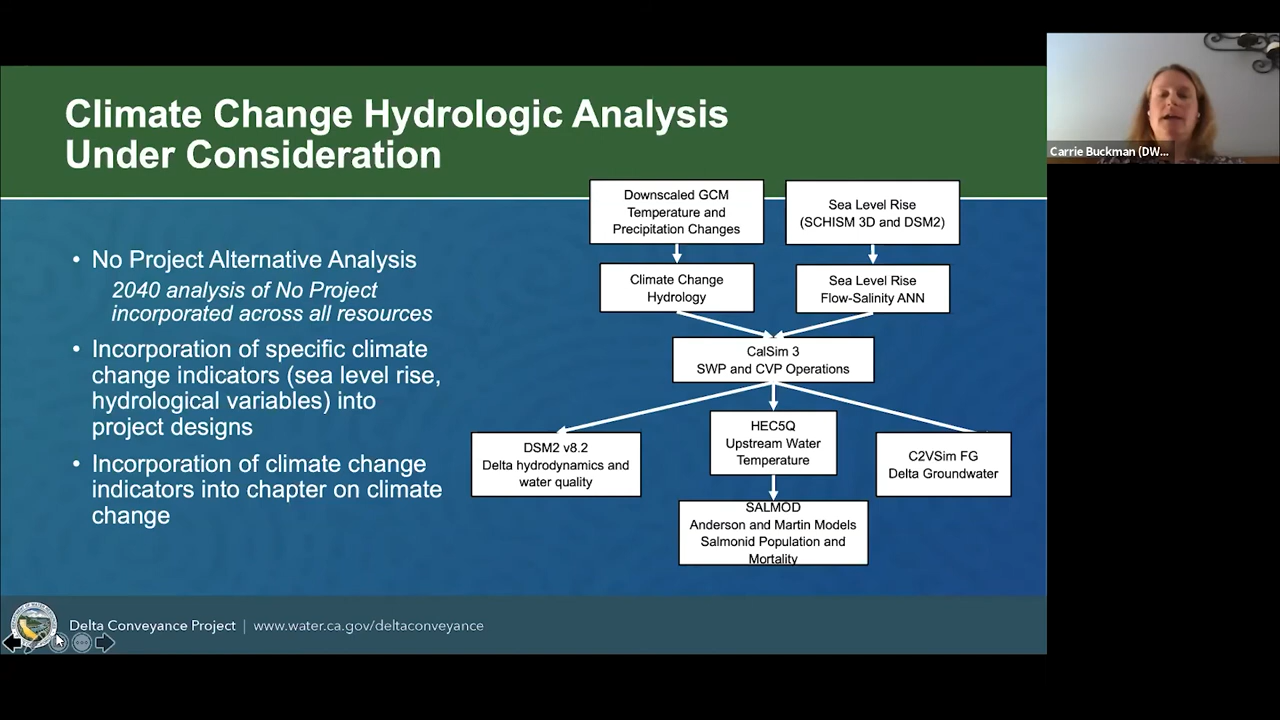 Climate Change Hydrologic Analysis
Under Consideration
• No Project Alternative Analysis
2040 analysis of No Project
incorporated across all resources
• Incorporation of specific climate
change indicators (sea level rise,
hydrological variables) into
project designs
• Incorporation of climate change
indicators into chapter on climate
change
Downscaled GCM
Temperature and
Precipitation Changes
Sea Level Rise
(SCHISM 3D and DSM2)
Climate Change
Hydrology
Sea Level Rise
Flow-Salinity ANN
CalSim 3
SWP and CVP Operations
DSM2 v8.2
Delta hydrodynamics and
water quality
HEC5Q
Upstream Water
Temperature
C2VSim FG
Delta Groundwater
SALMOD
Anderson and Martin Models
Salmonid Population and
Mortality
Delta Conveyance Project | www.water.ca.gov/deltaconveyance
Carrie Buckman (DW...